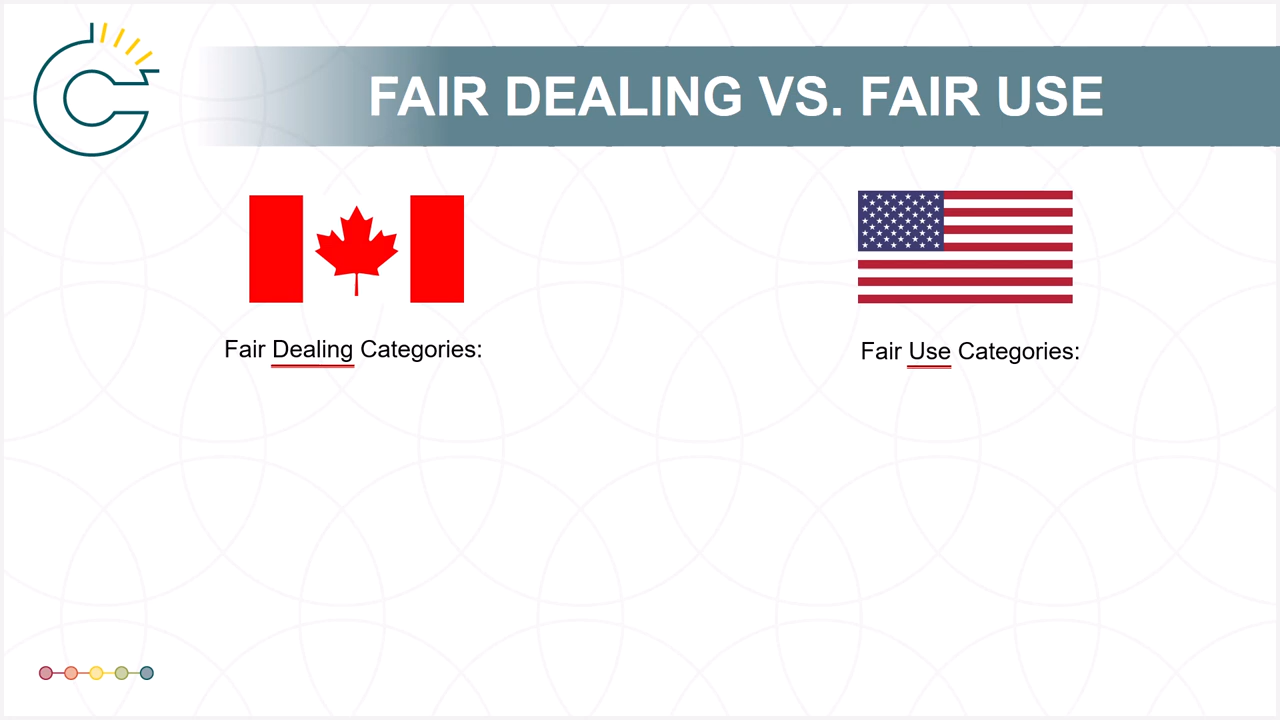 FAIR DEALING VS. FAIR USE
Fair Dealing Categories:
Fair Use Categories: